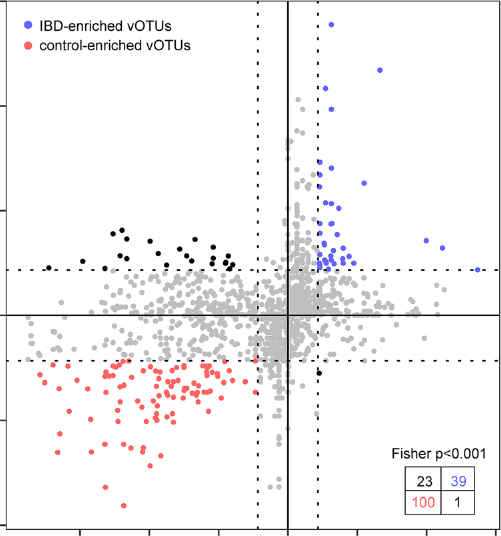 IBD-enriched vOTUs
control-enriched vOTUs
Fisher p<0.001
23 39
100 1